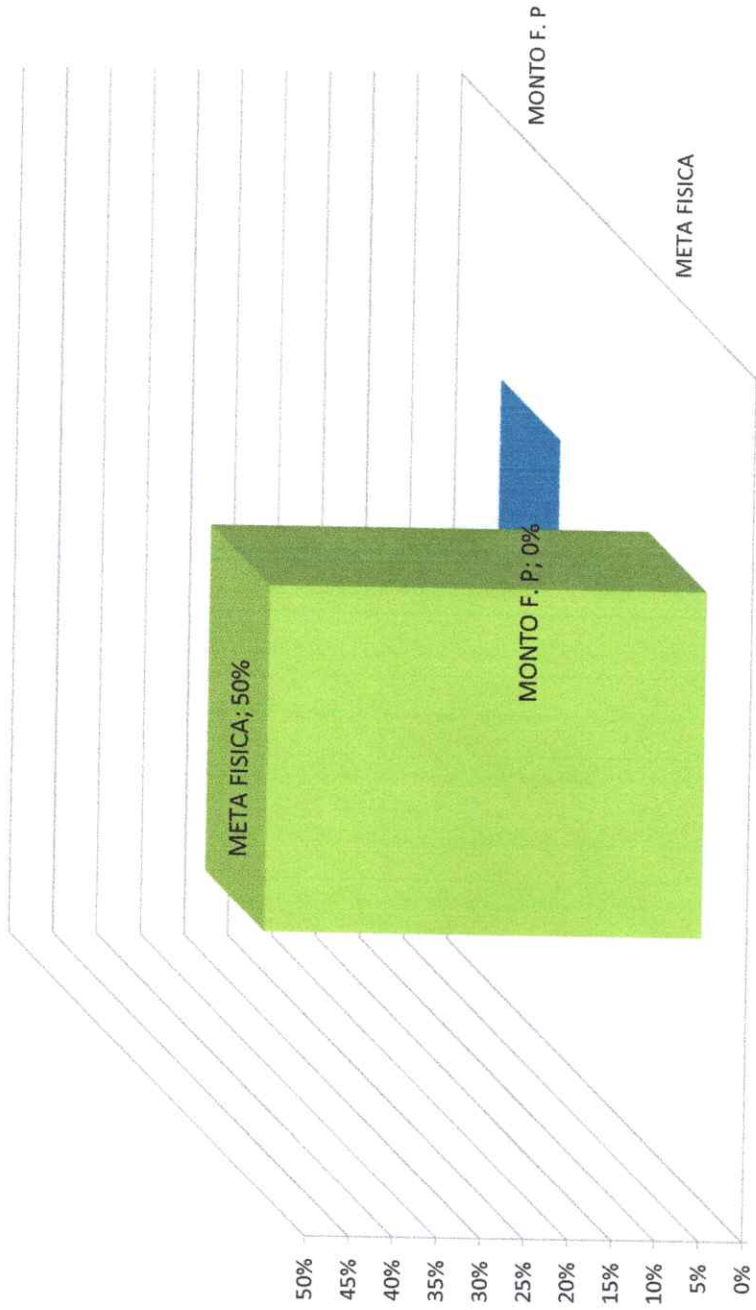 50%
45%
40%
35%
30%
25%
20%
15%
10%
5%
0%
META FISICA; 50%
MONTO F. P; 0%
MONTO F. P
META FISICA